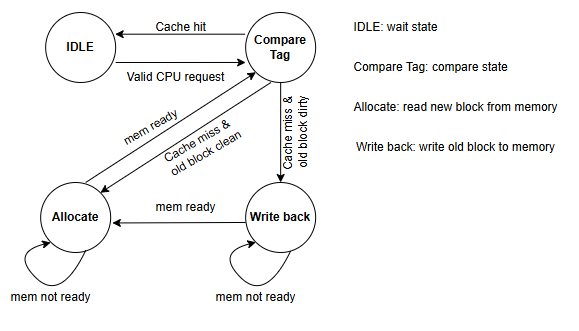 Cache hit
IDLE
Compare
Tag
Valid CPU request
mem ready
Cache miss &
old block clean
Cache miss &
old block dirty
Allocate
mem ready
Write back
mem not ready
mem not ready
IDLE: wait state
Compare Tag: compare state
Allocate: read new block from memory
Write back: write old block to memory